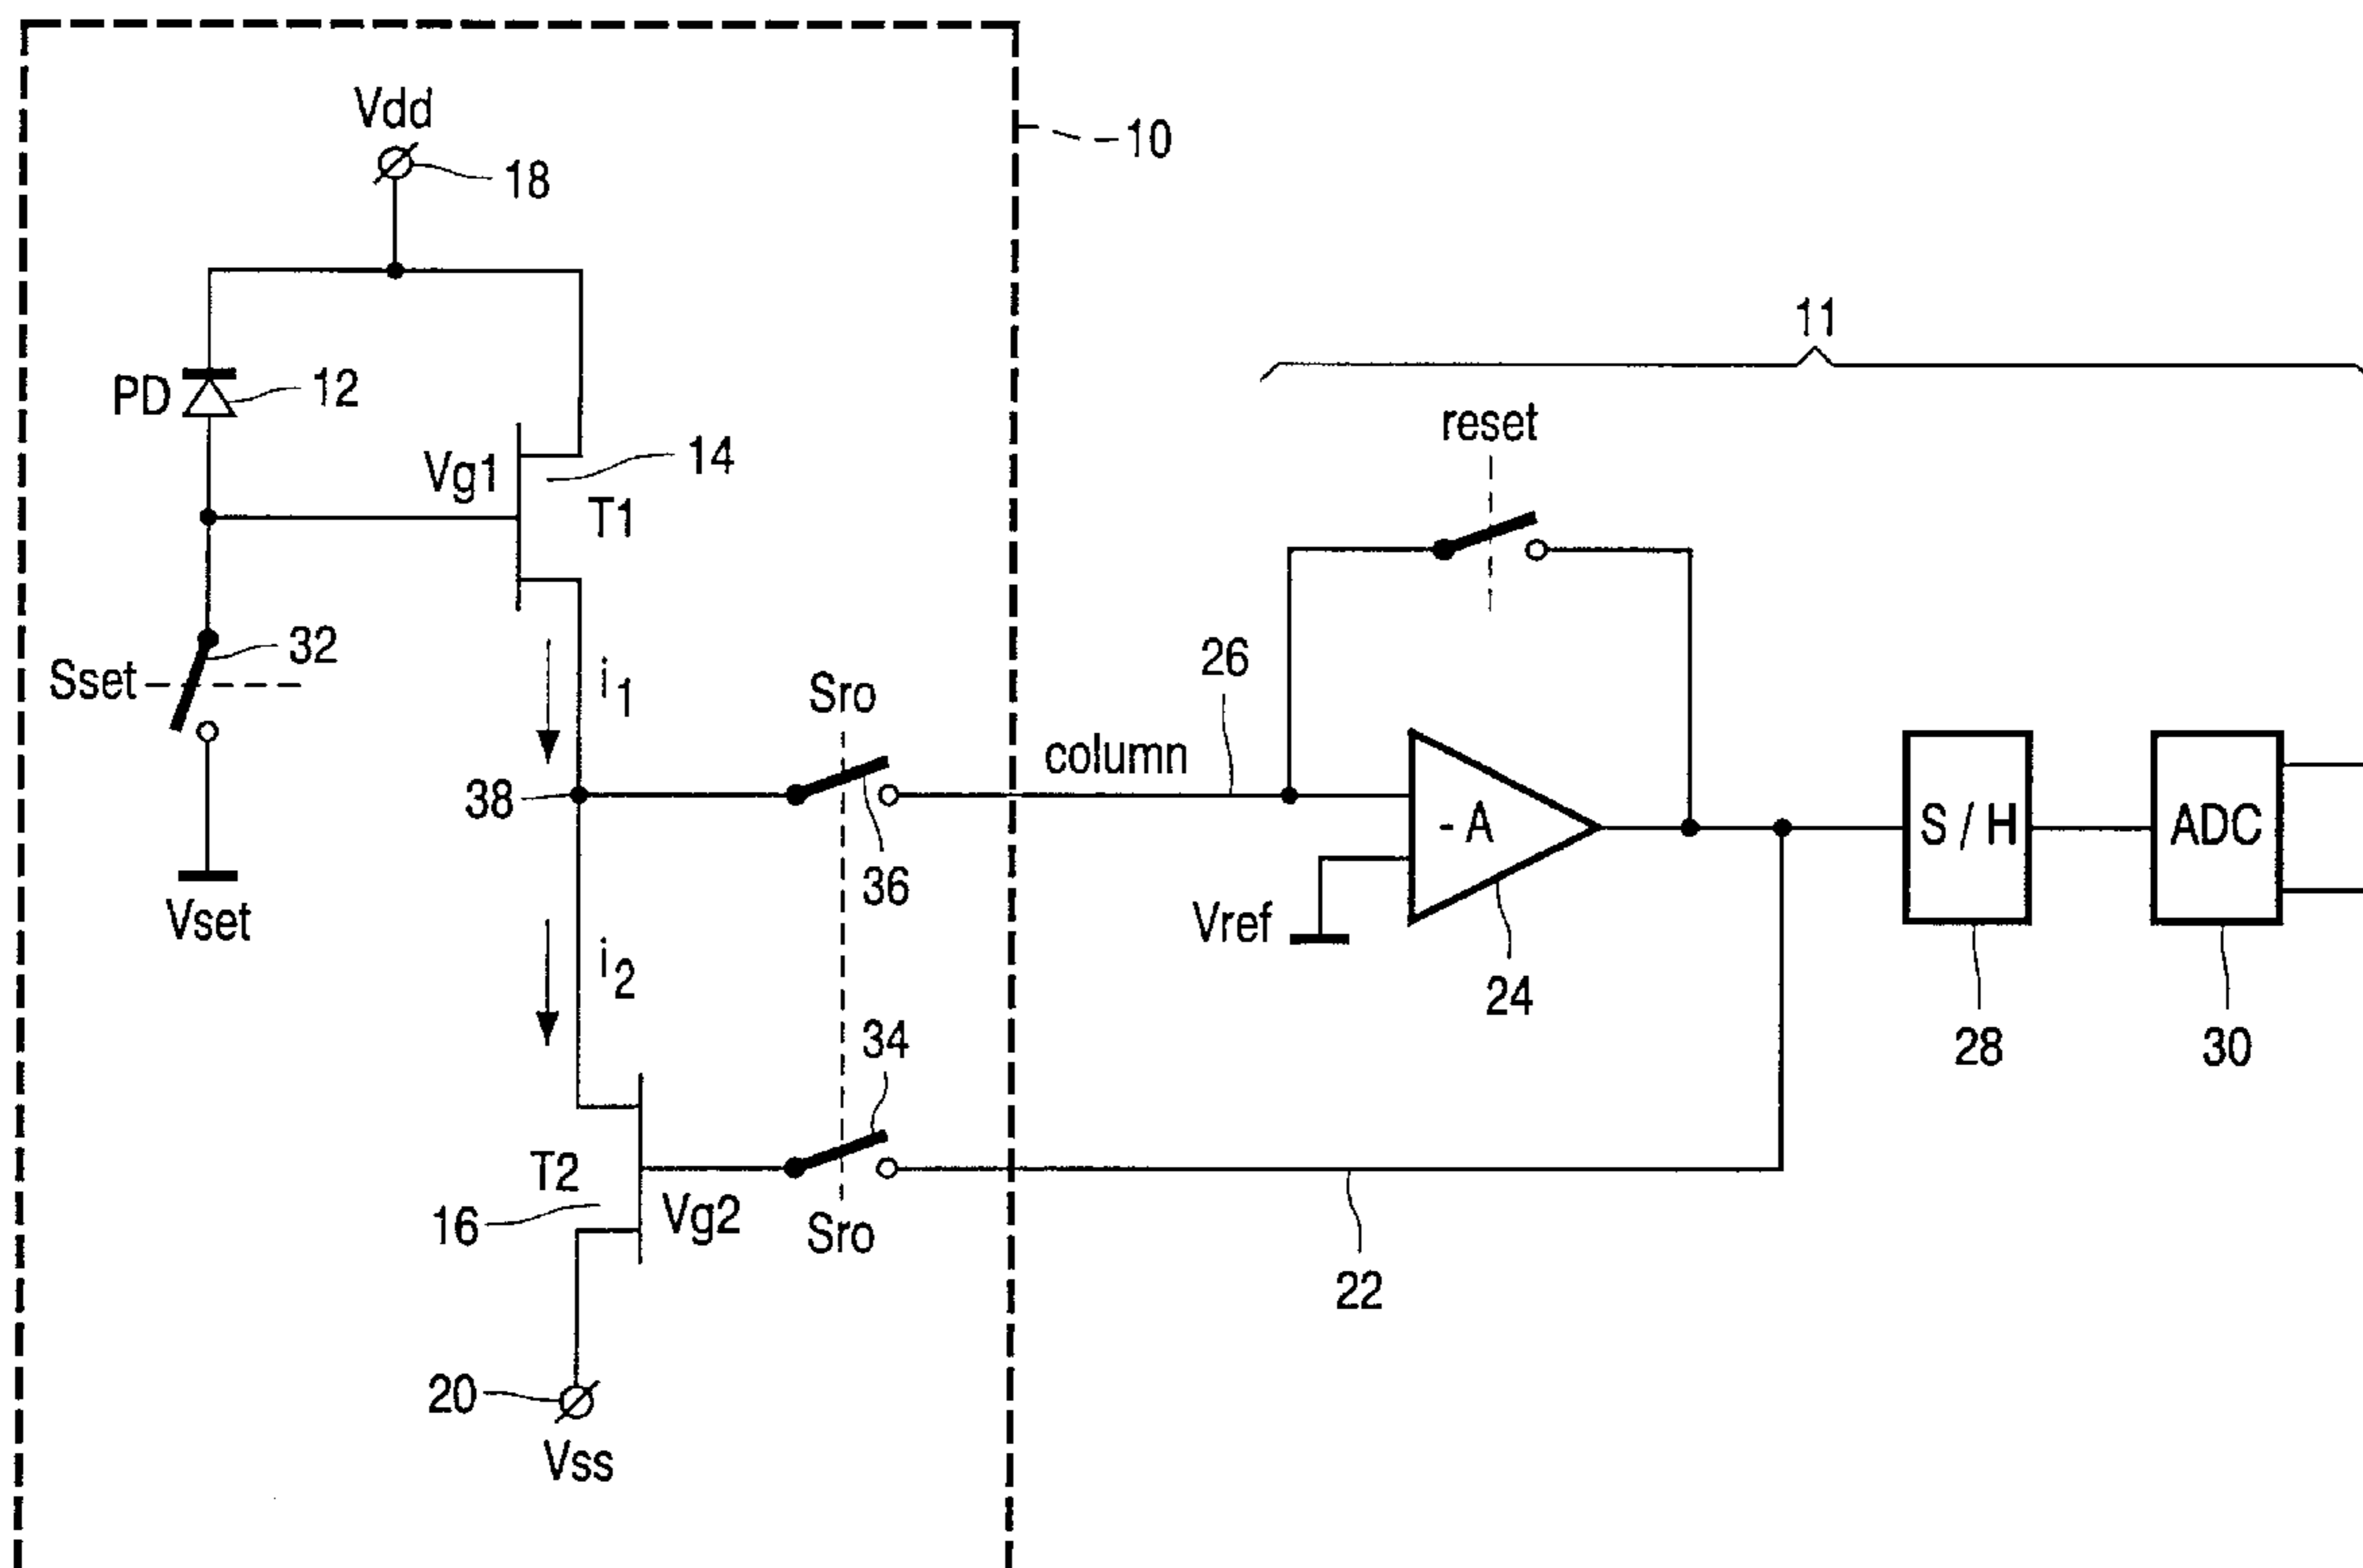 Vdd
10
18
11
PD
12
reset
Vg1
14
T1
Sset
32
i1
Sro
26
column
38
36
- A
S / H
ADC
Vset
Vref
i2
24
34
28
30
T2
16
Vg2
Sro
22
20
Vss